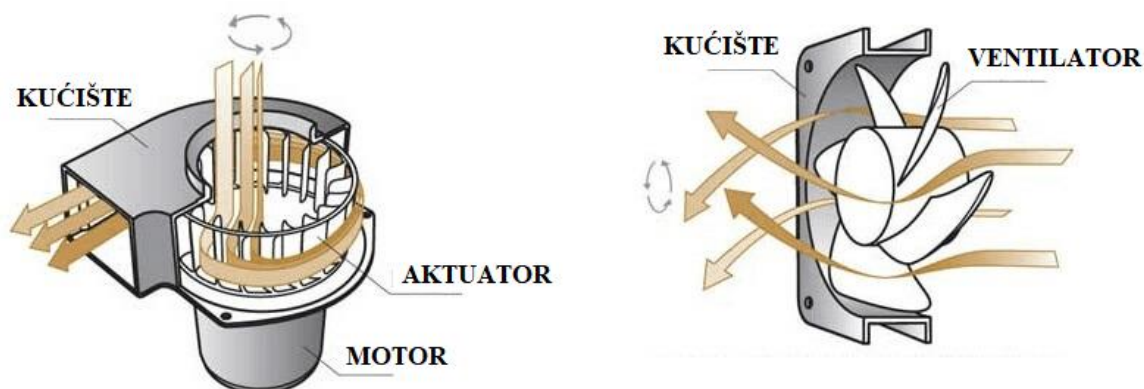 KUĆIŠTE
AKTUATOR
MOTOR
KUĆIŠTE
VENTILATOR